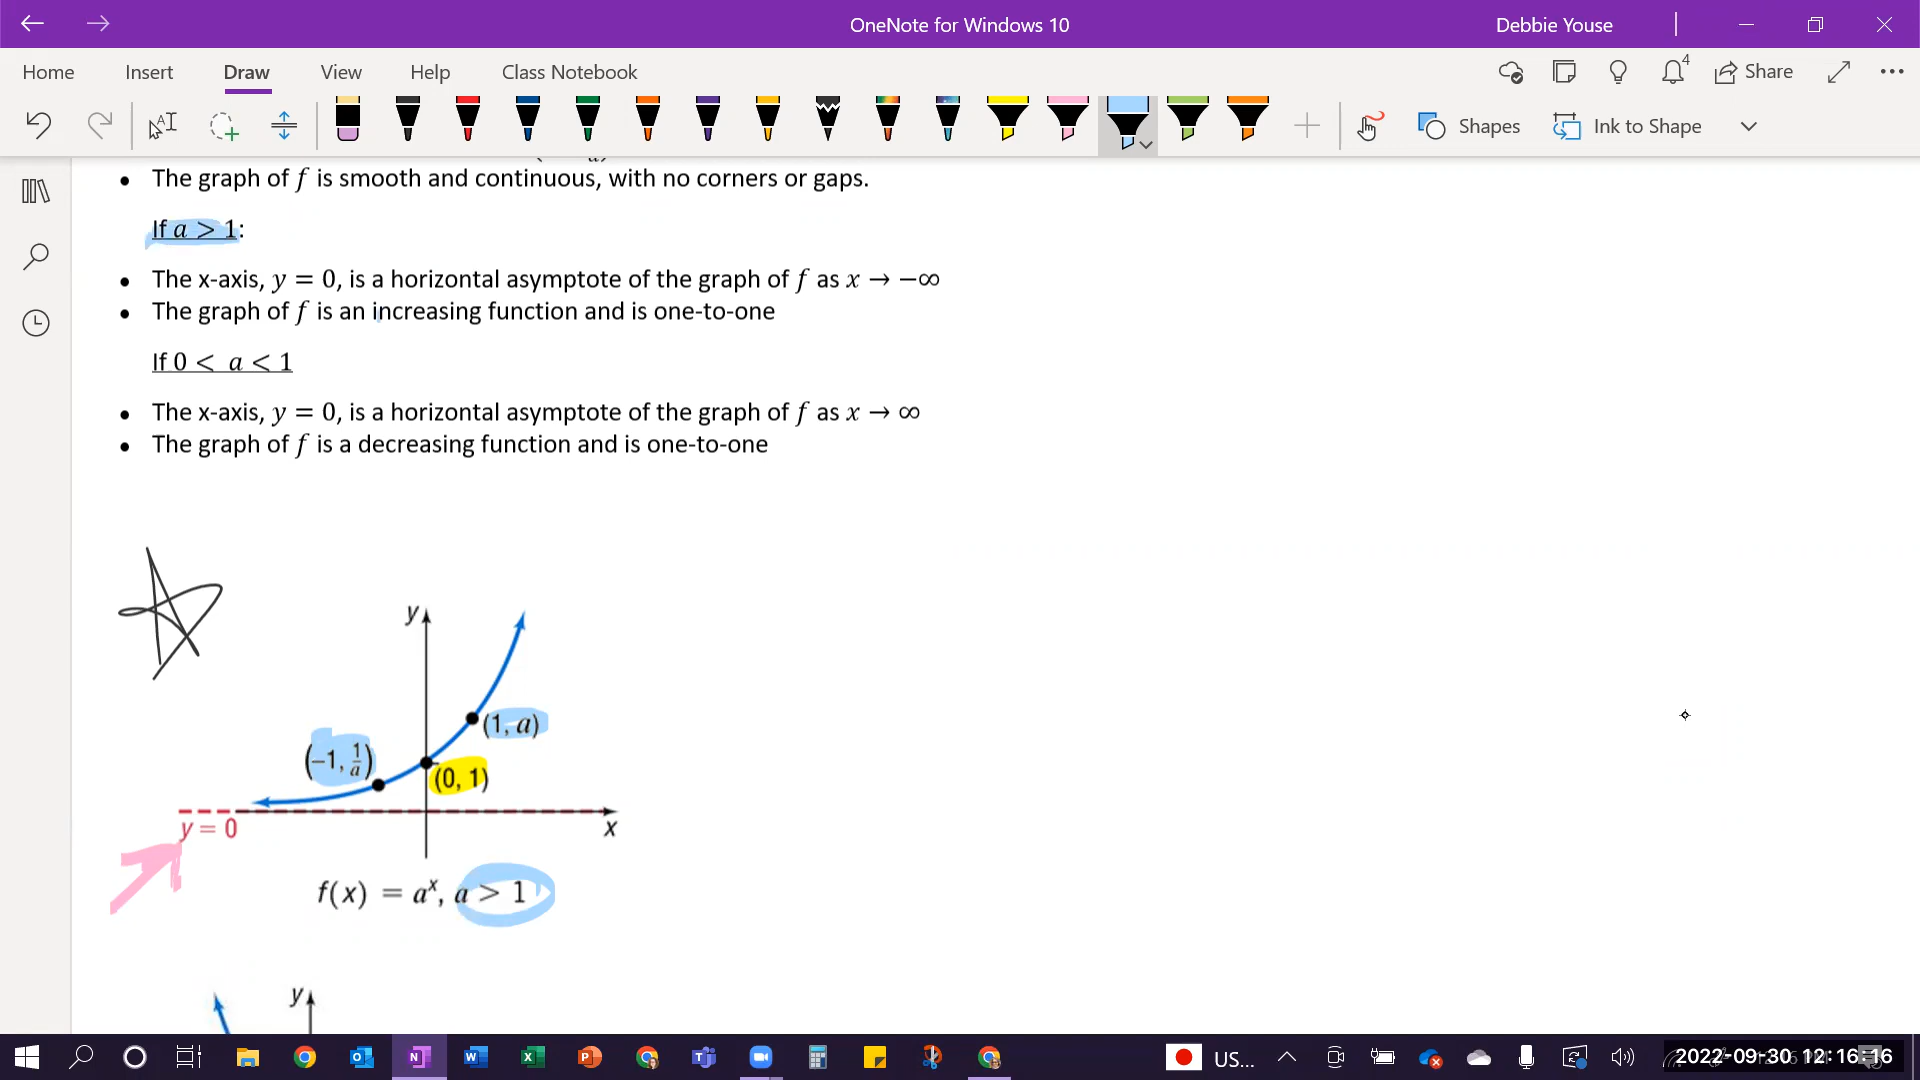 OneNote for Windows 10
Debbie Youse
Home Insert Draw View Help Class Notebook
4
Share
Shapes
Ink to Shape
• The graph of f is smooth and continuous, with no corners or gaps.
If a > 1:
• The x-axis, y = 0, is a horizontal asymptote of the graph of f as x → −∞
• The graph of f is an increasing function and is one-to-one
If 0 < a < 1
• The x-axis, y = 0, is a horizontal asymptote of the graph of f as x → ∞
• The graph of f is a decreasing function and is one-to-one
y
(1, a)
(−1, 1/a)
(0, 1)
y = 0
x
f(x) = aˣ, a > 1
y
US...
2022-09-30 12:16:16